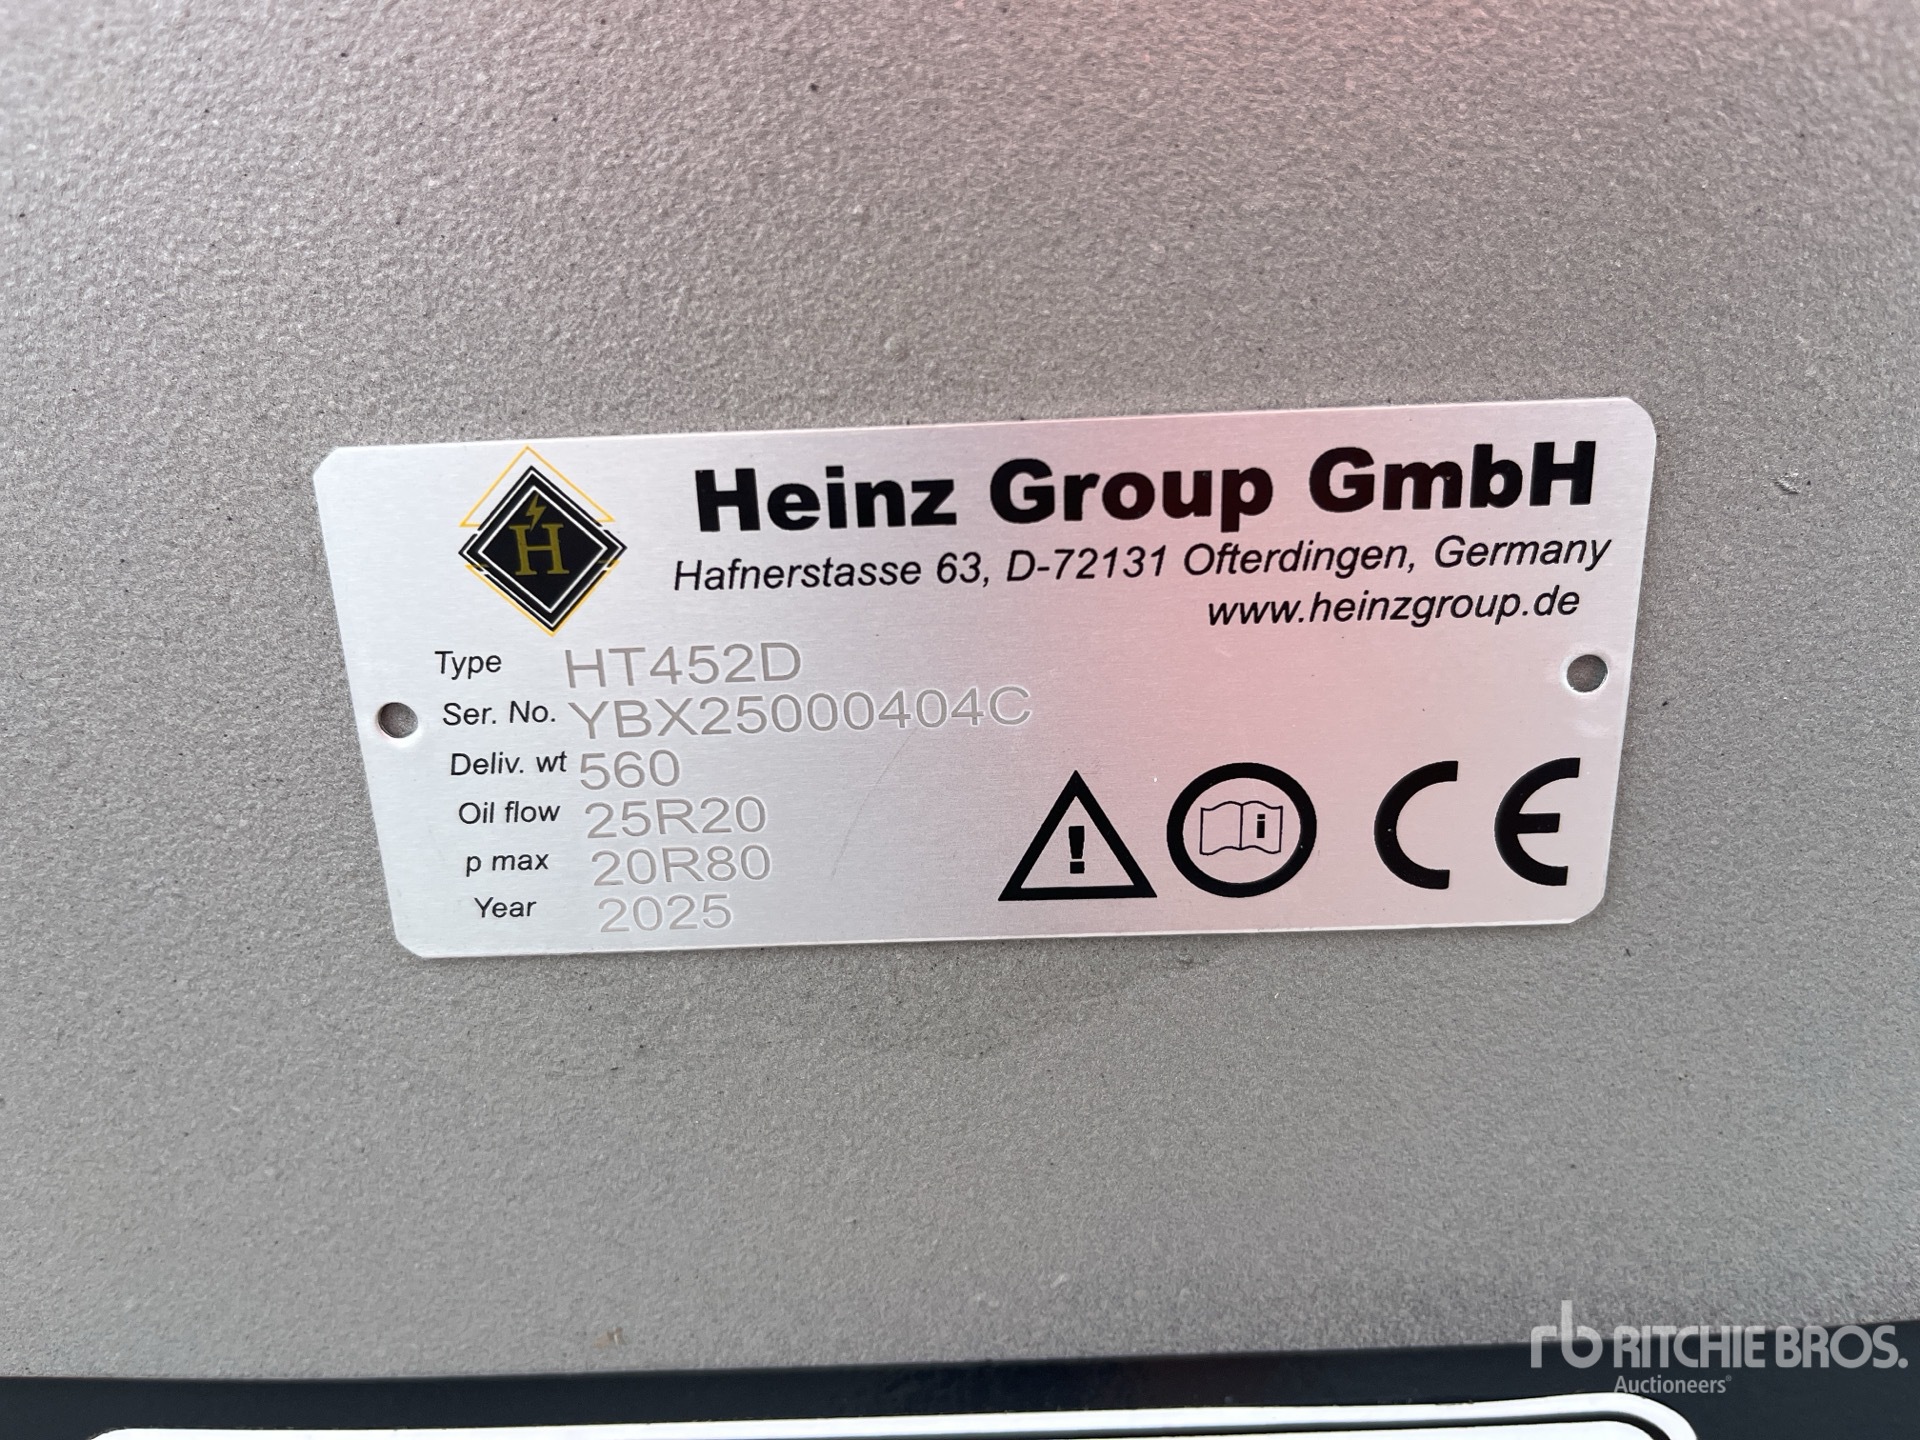 H
Heinz Group GmbH
Hafnerstasse 63, D-72131 Ofterdingen, Germany
www.heinzgroup.de
Type HT452D
Ser. No. YBX25000404C
Deliv. wt 560
Oil flow 25R20
p max 20R80
Year 2025
! i CE
rb RITCHIE BROS.
Auctioneers®